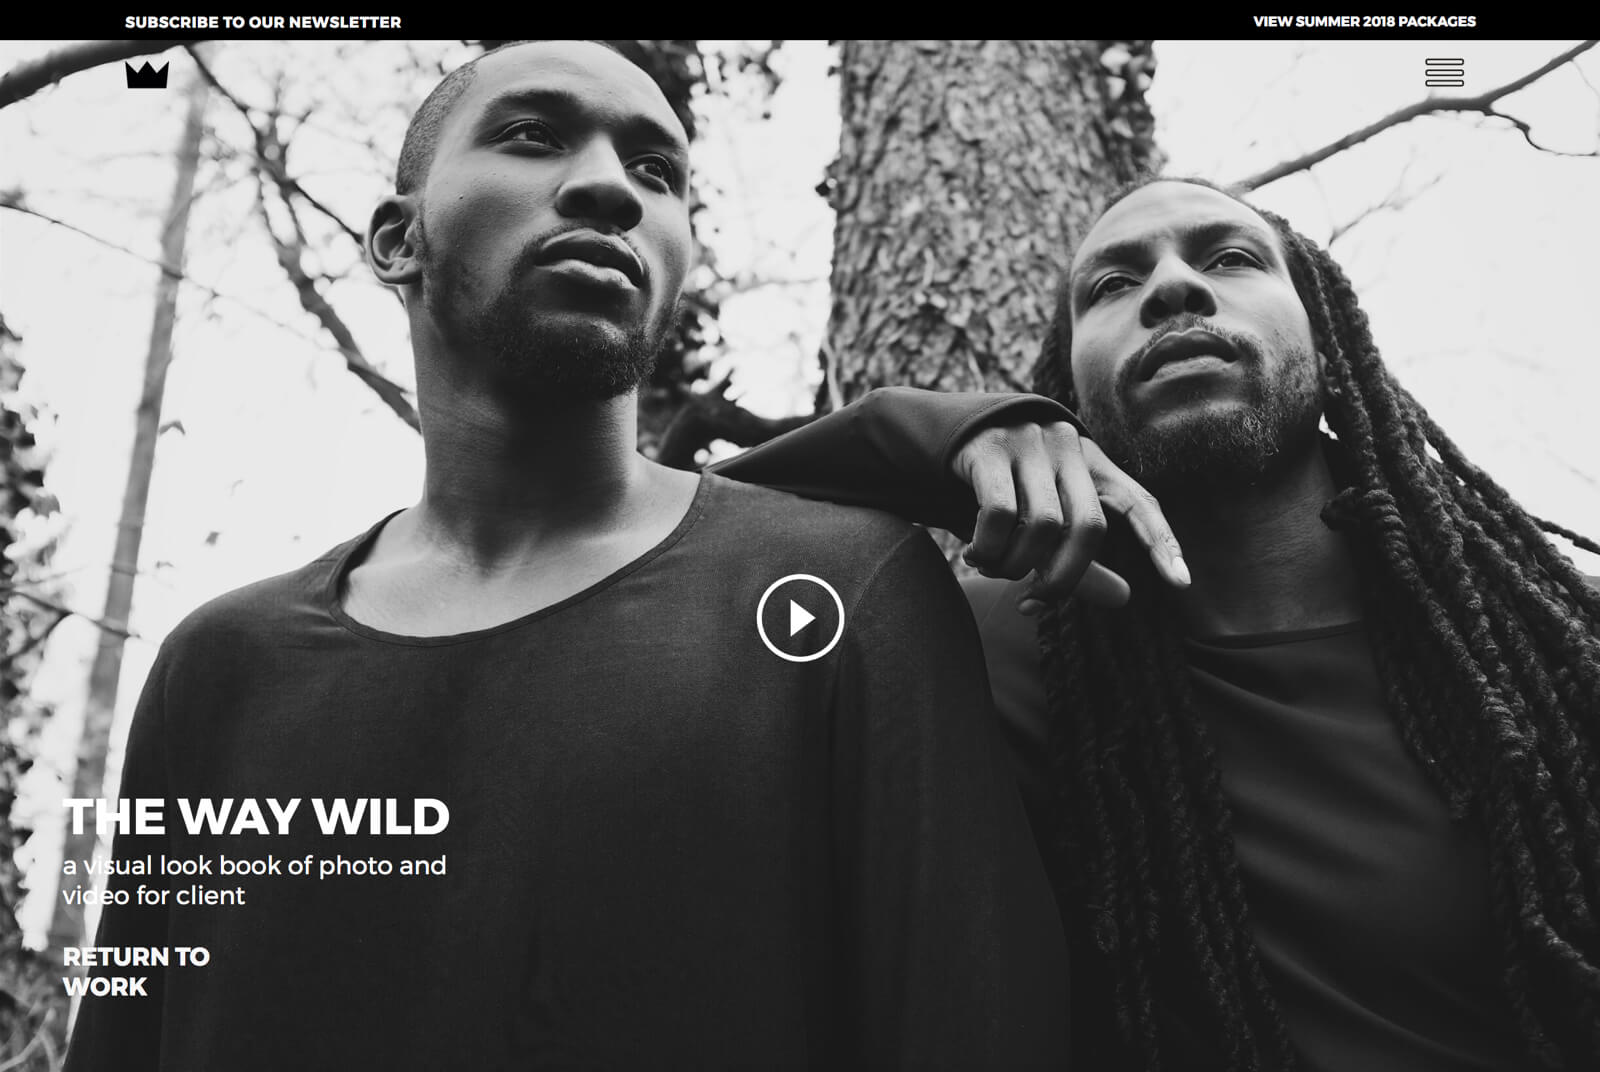 SUBSCRIBE TO OUR NEWSLETTER
VIEW SUMMER 2018 PACKAGES
THE WAY WILD
a visual look book of photo and
video for client
RETURN TO
WORK